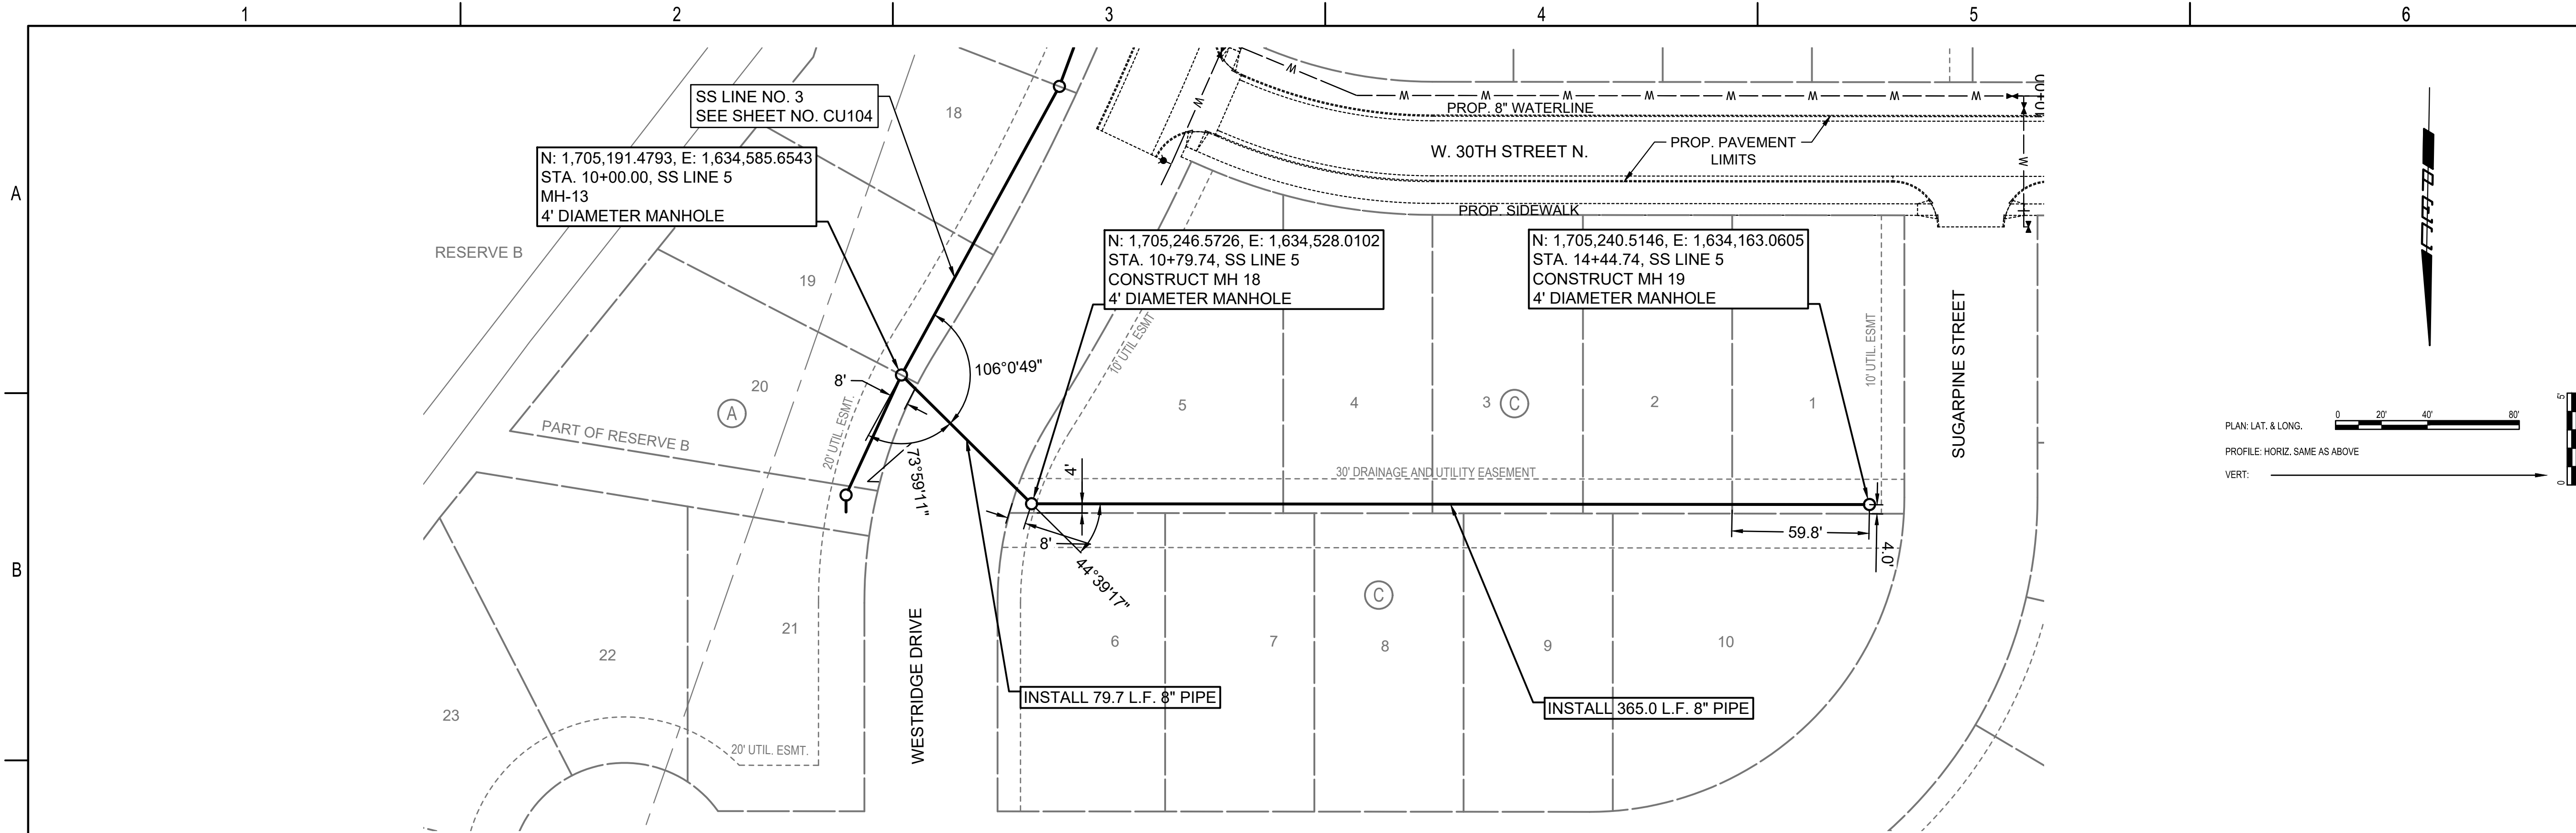 1
2
3
4
5
6
A
B
SS LINE NO. 3
SEE SHEET NO. CU104
N: 1,705,191.4793, E: 1,634,585.6543
STA. 10+00.00, SS LINE 5
MH-13
4' DIAMETER MANHOLE
18
W
W
W
W
W
W
W
W
W
W
W
W
PROP. 8" WATERLINE
PROP. PAVEMENT
LIMITS
W. 30TH STREET N.
PROP. SIDEWALK
RESERVE B
19
N: 1,705,246.5726, E: 1,634,528.0102
STA. 10+79.74, SS LINE 5
CONSTRUCT MH 18
4' DIAMETER MANHOLE
N: 1,705,240.5146, E: 1,634,163.0605
STA. 14+44.74, SS LINE 5
CONSTRUCT MH 19
4' DIAMETER MANHOLE
10' UTIL ESMT
10' UTIL. ESMT
SUGARPINE STREET
106°0'49"
8'
20
A
20' UTIL. ESMT.
PART OF RESERVE B
5
4
3
C
2
1
73°59'11"
4'
30' DRAINAGE AND UTILITY EASEMENT
8'
44°39'17"
59.8'
4.0'
C
WESTRIDGE DRIVE
21
22
23
6
7
8
9
10
INSTALL 79.7 L.F. 8" PIPE
INSTALL 365.0 L.F. 8" PIPE
20' UTIL. ESMT.
PLAN: LAT. & LONG.
0 20' 40' 80'
PROFILE: HORIZ. SAME AS ABOVE
VERT:
5'
0